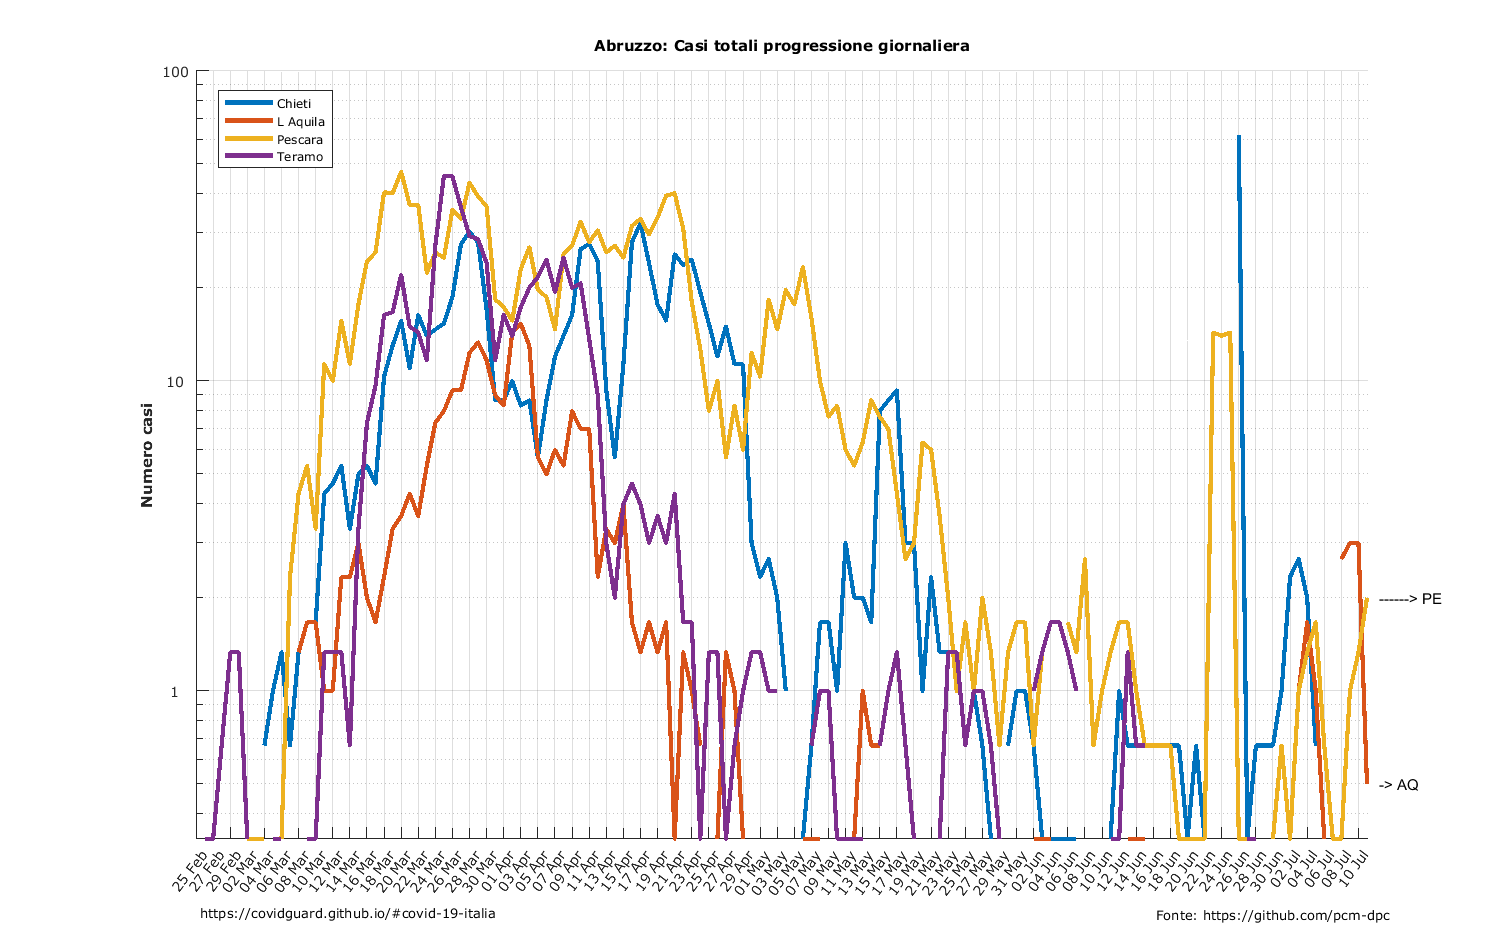 Abruzzo: Casi totali progressione giornaliera
100
10
1
Numero casi
Chieti
L Aquila
Pescara
Teramo
------> PE
-> AQ
25 Feb
27 Feb
29 Feb
02 Mar
04 Mar
06 Mar
08 Mar
10 Mar
12 Mar
14 Mar
16 Mar
18 Mar
20 Mar
22 Mar
24 Mar
26 Mar
28 Mar
30 Mar
01 Apr
03 Apr
05 Apr
07 Apr
09 Apr
11 Apr
13 Apr
15 Apr
17 Apr
19 Apr
21 Apr
23 Apr
25 Apr
27 Apr
29 Apr
01 May
03 May
05 May
07 May
09 May
11 May
13 May
15 May
17 May
19 May
21 May
23 May
25 May
27 May
29 May
31 May
02 Jun
04 Jun
06 Jun
08 Jun
10 Jun
12 Jun
14 Jun
16 Jun
18 Jun
20 Jun
22 Jun
24 Jun
26 Jun
28 Jun
30 Jun
02 Jul
04 Jul
06 Jul
08 Jul
10 Jul
https://covidguard.github.io/#covid-19-italia
Fonte: https://github.com/pcm-dpc